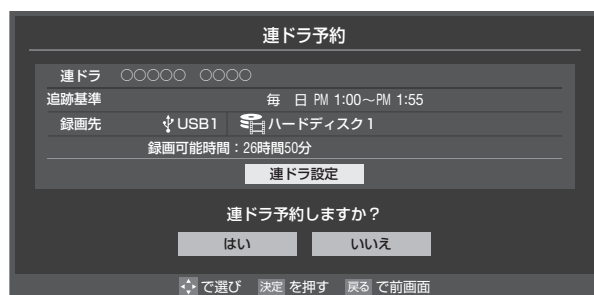 連ドラ予約
連ドラ ○○○○○ ○○○○
追跡基準 毎 日 PM 1:00~PM 1:55
録画先 USB1 ハードディスク1
録画可能時間:26時間50分
連ドラ設定
連ドラ予約しますか?
はい いいえ
で選び 決定 を押す 戻る で前画面